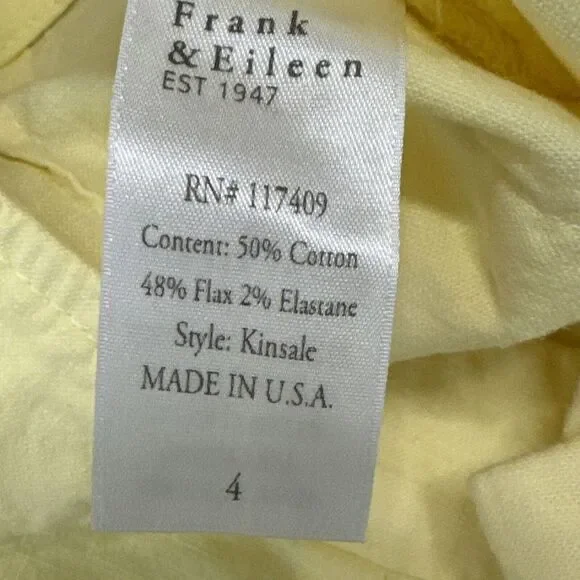 Frank
& Eileen
EST 1947
RN# 117409
Content: 50% Cotton
48% Flax 2% Elastane
Style: Kinsale
MADE IN U.S.A.
4